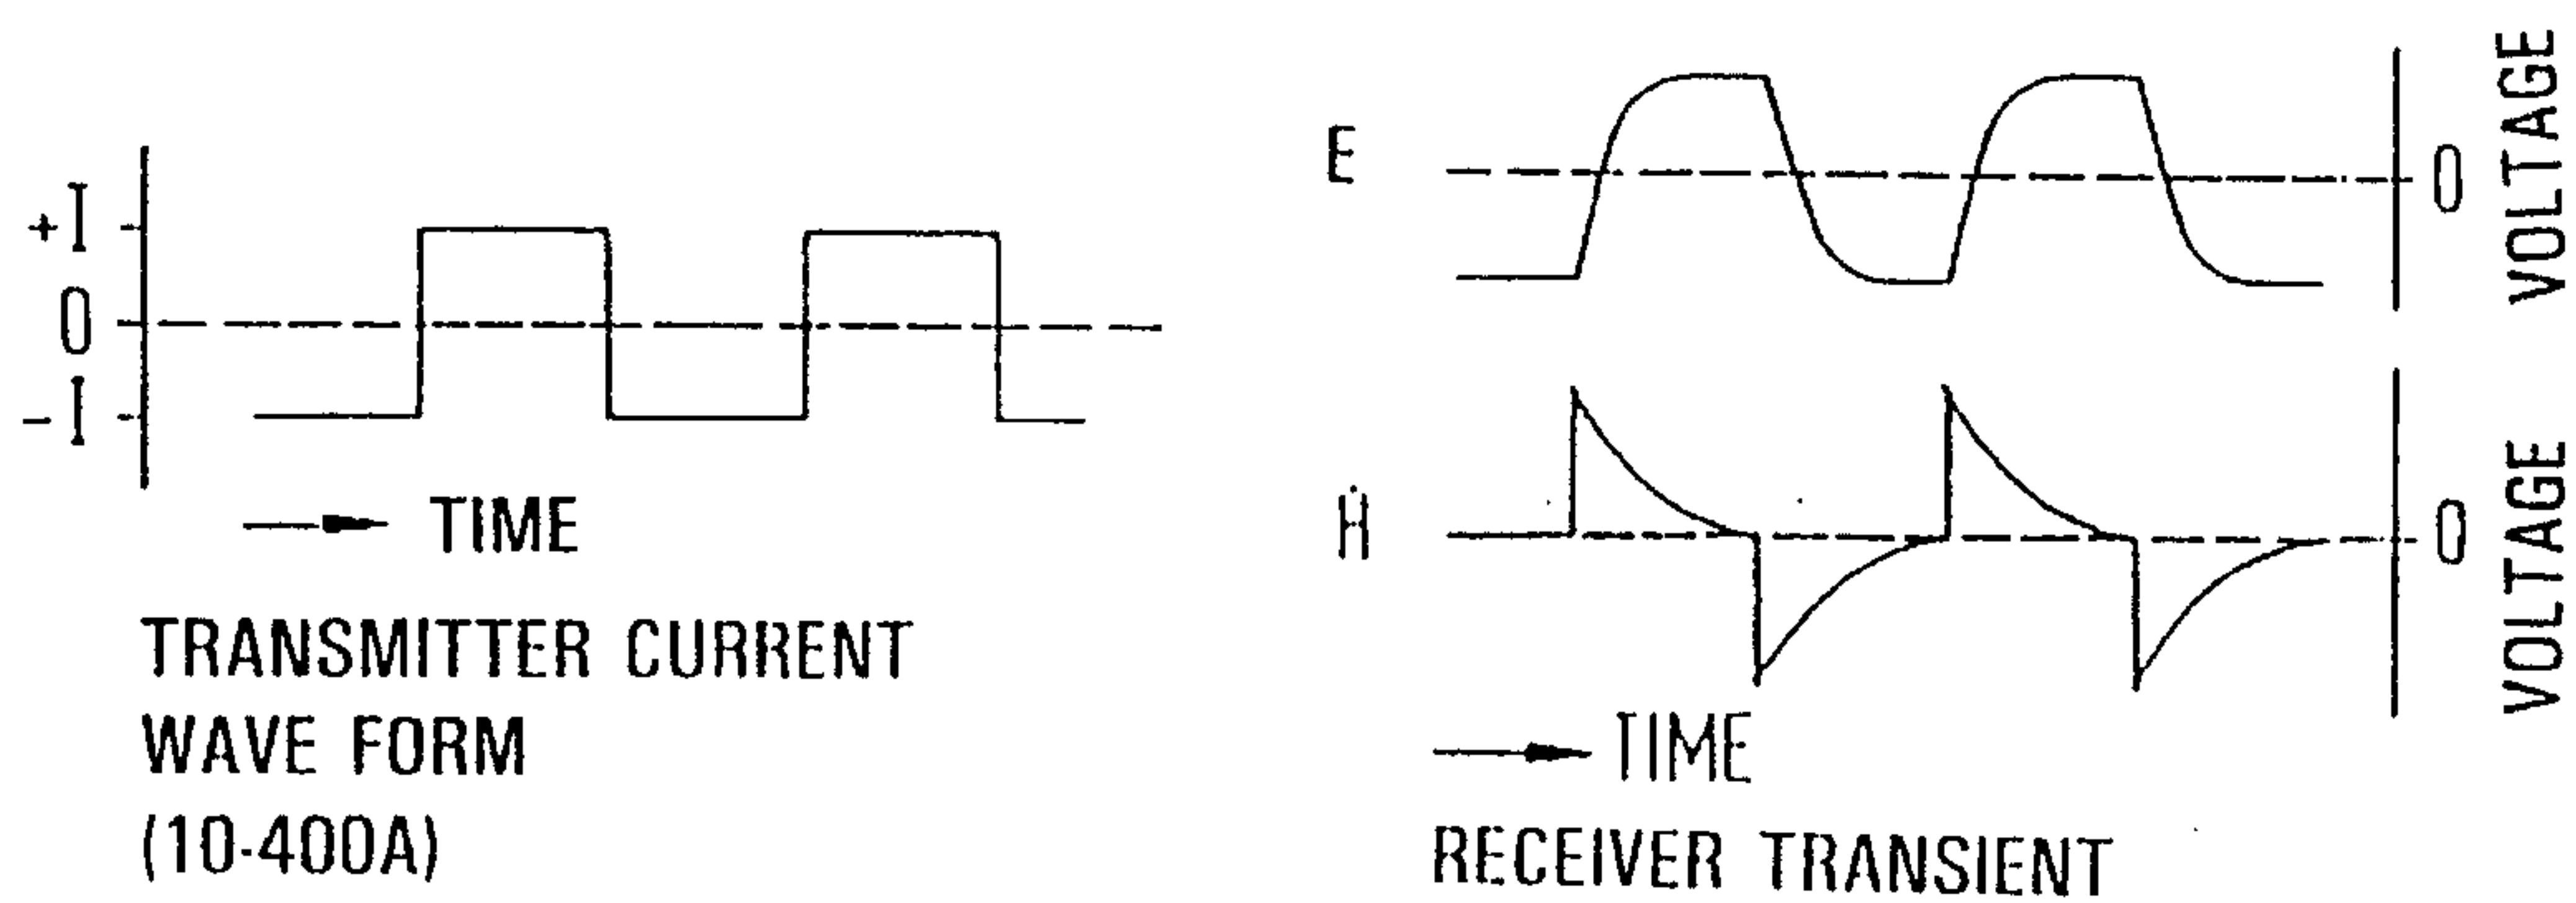 +I
0
-I
TIME
TRANSMITTER CURRENT
WAVE FORM
(10-400A)
E
0
VOLTAGE
Ḣ
0
VOLTAGE
TIME
RECEIVER TRANSIENT